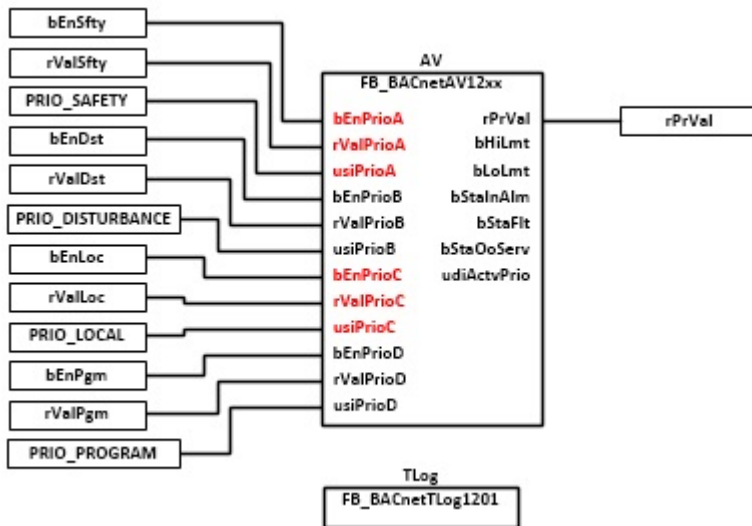 bEnSfty
rValSfty
PRIO_SAFETY
bEnDst
rValDst
PRIO_DISTURBANCE
bEnLoc
rValLoc
PRIO_LOCAL
bEnPgm
rValPgm
PRIO_PROGRAM
AV
FB_BACnetAV12xx
bEnPrioA rPrVal
rValPrioA bHiLmt
usiPrioA bLoLmt
bEnPrioB bStaInAlm
rValPrioB bStaFlt
usiPrioB bStaOoServ
bEnPrioC udiActvPrio
rValPrioC
usiPrioC
bEnPrioD
rValPrioD
usiPrioD
rPrVal
TLog
FB_BACnetTLog1201